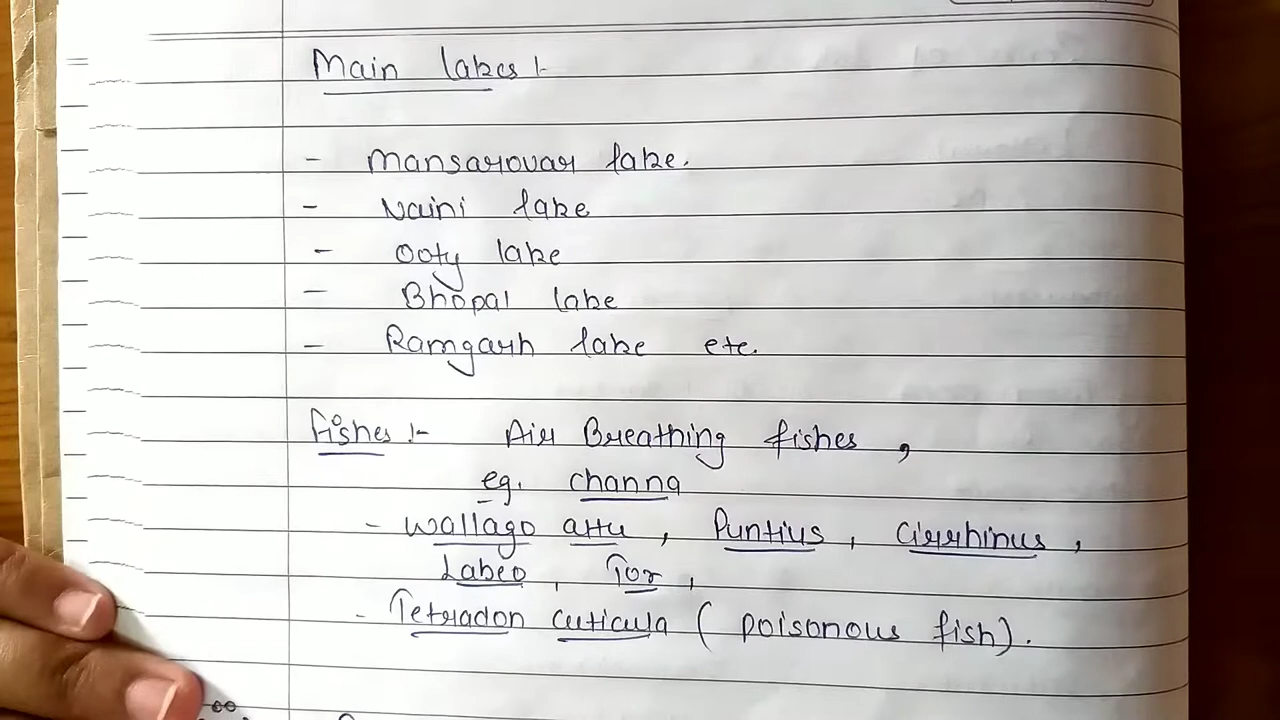 Main lakes :-
- Mansarovar lake.
- Naini lake
- Ooty lake
- Bhopal lake
- Ramgarh lake etc.
Fishes :- Air Breathing fishes ,
eg. channa
- Wallago attu , Puntius , Cirrhinus ,
Labeo , Tor ,
- Tetradon cuticula ( poisonous fish ) .